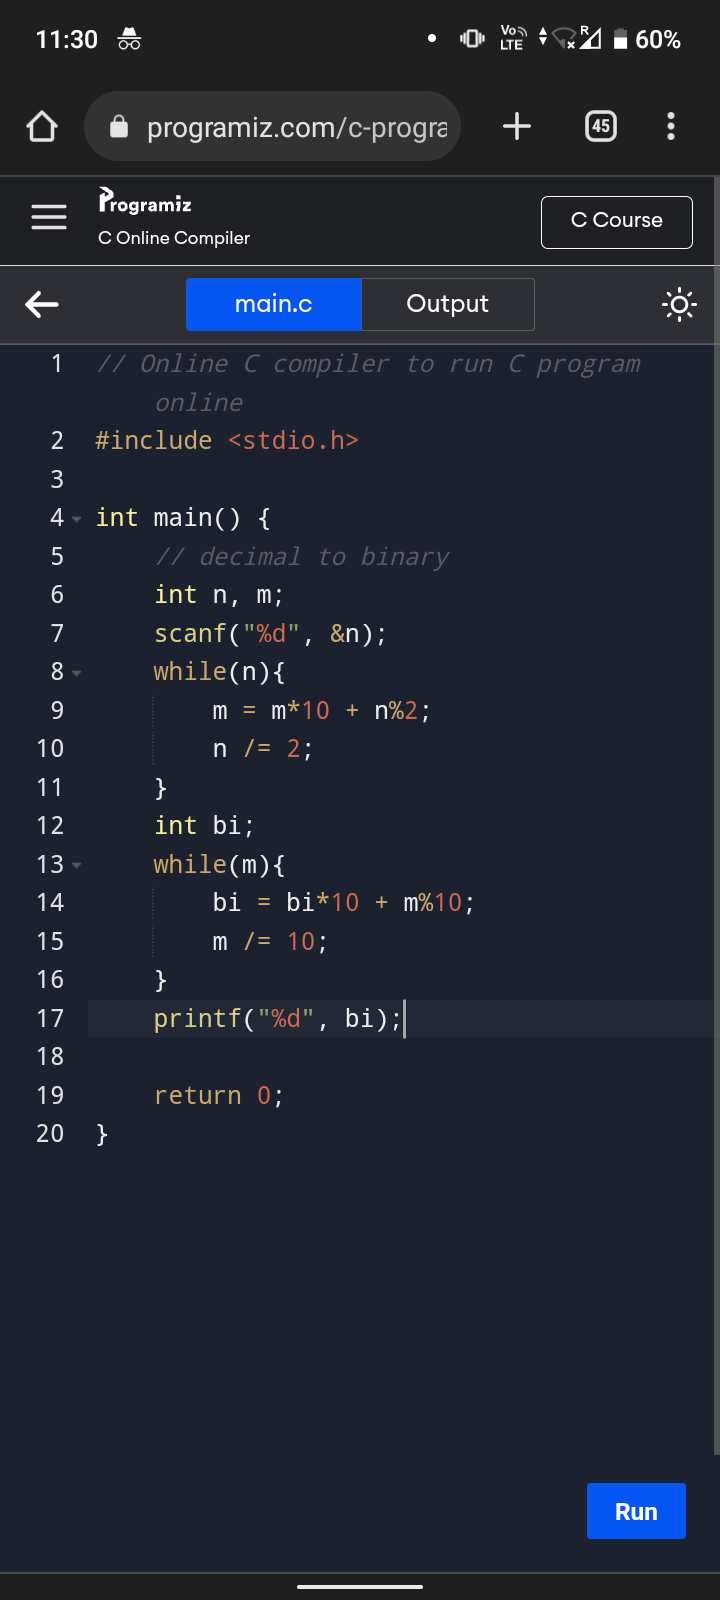 11:30
Vo LTE R 60%
programiz.com/c-progra
45
Programiz
C Online Compiler
C Course
main.c
Output
1 // Online C compiler to run C program
online
2 #include <stdio.h>
3
4 int main() {
5 // decimal to binary
6 int n, m;
7 scanf("%d", &n);
8 while(n){
9 m = m*10 + n%2;
10 n /= 2;
11 }
12 int bi;
13 while(m){
14 bi = bi*10 + m%10;
15 m /= 10;
16 }
17 printf("%d", bi);
18
19 return 0;
20 }
Run